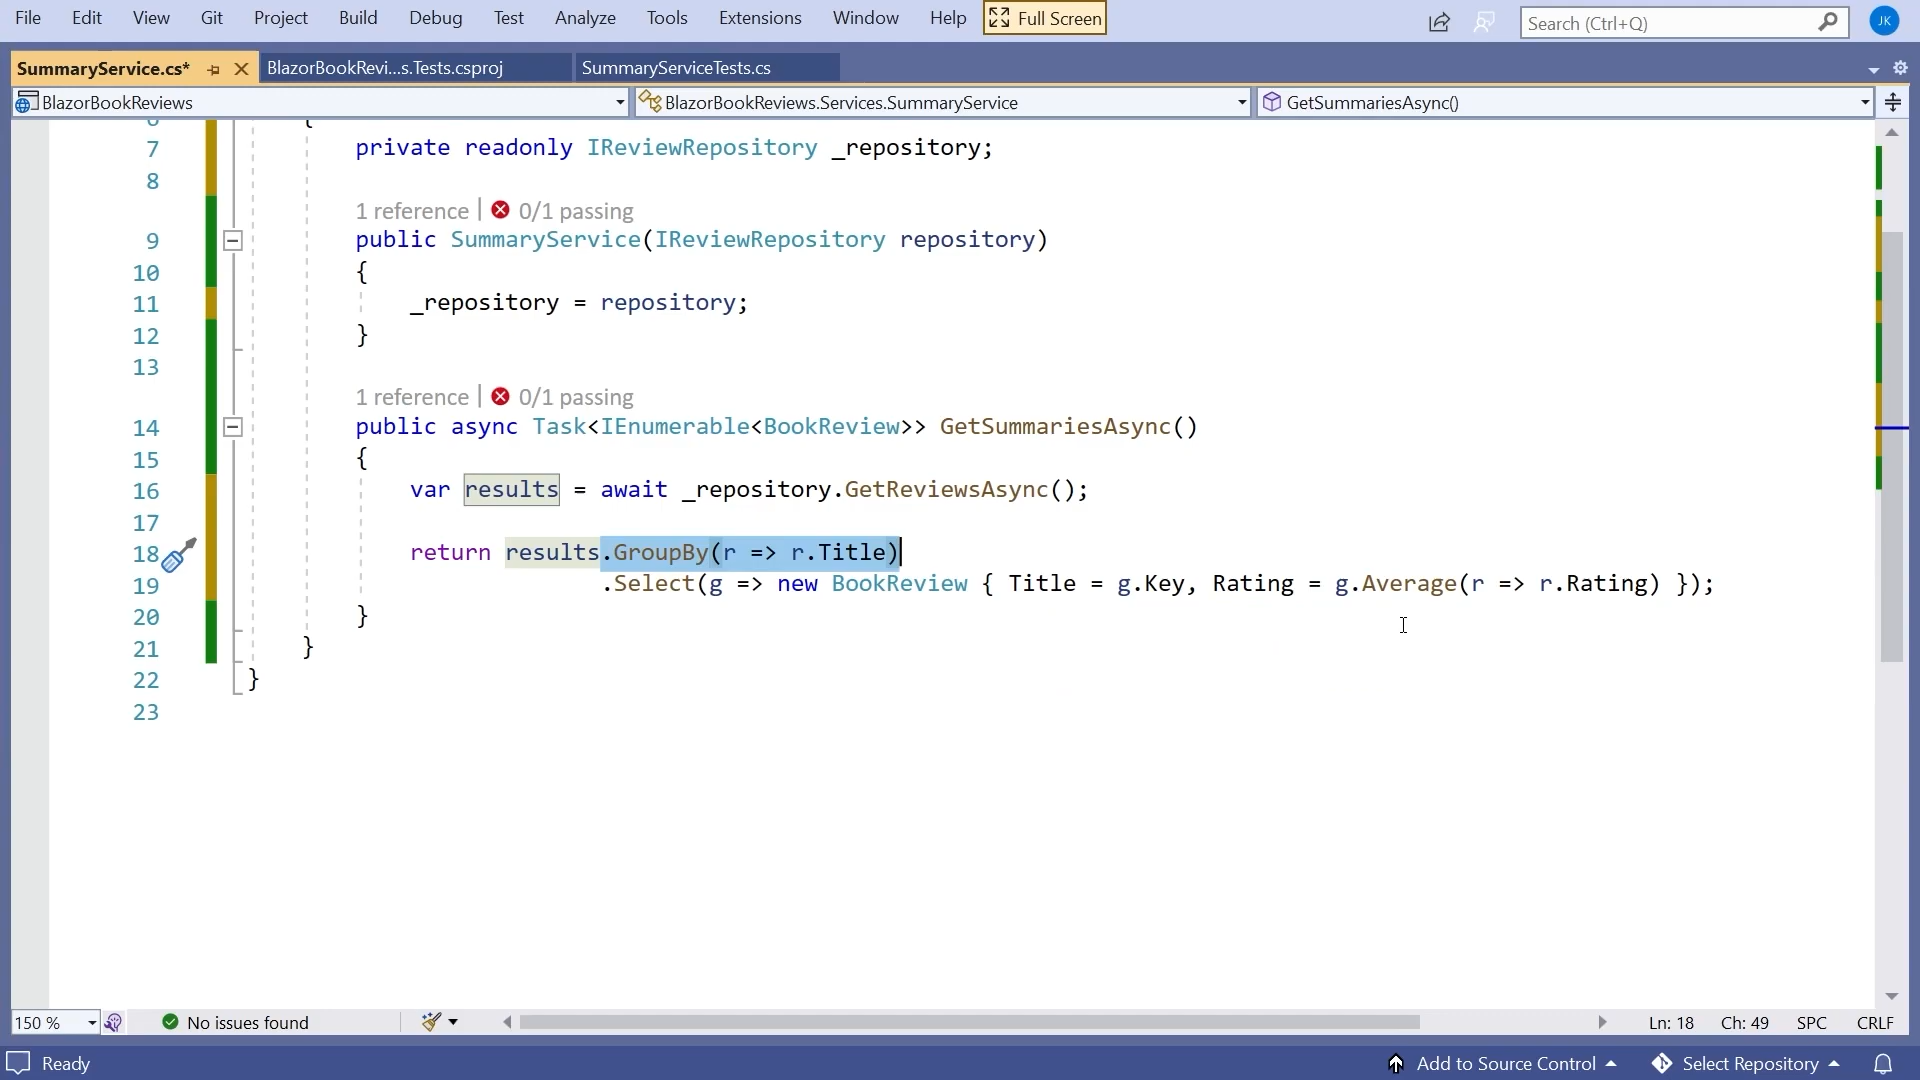 File Edit View Git Project Build Debug Test Analyze Tools Extensions Window Help Full Screen Search (Ctrl+Q) JK
SummaryService.cs* BlazorBookRevi...s.Tests.csproj SummaryServiceTests.cs
BlazorBookReviews BlazorBookReviews.Services.SummaryService GetSummariesAsync()
6 {
7 private readonly IReviewRepository _repository;
8
1 reference | 0/1 passing
9 public SummaryService(IReviewRepository repository)
10 {
11 _repository = repository;
12 }
13
1 reference | 0/1 passing
14 public async Task<IEnumerable<BookReview>> GetSummariesAsync()
15 {
16 var results = await _repository.GetReviewsAsync();
17
18 return results.GroupBy(r => r.Title)
19 .Select(g => new BookReview { Title = g.Key, Rating = g.Average(r => r.Rating) });
20 }
21 }
22 }
23
150 % No issues found Ln: 18 Ch: 49 SPC CRLF
Ready Add to Source Control Select Repository